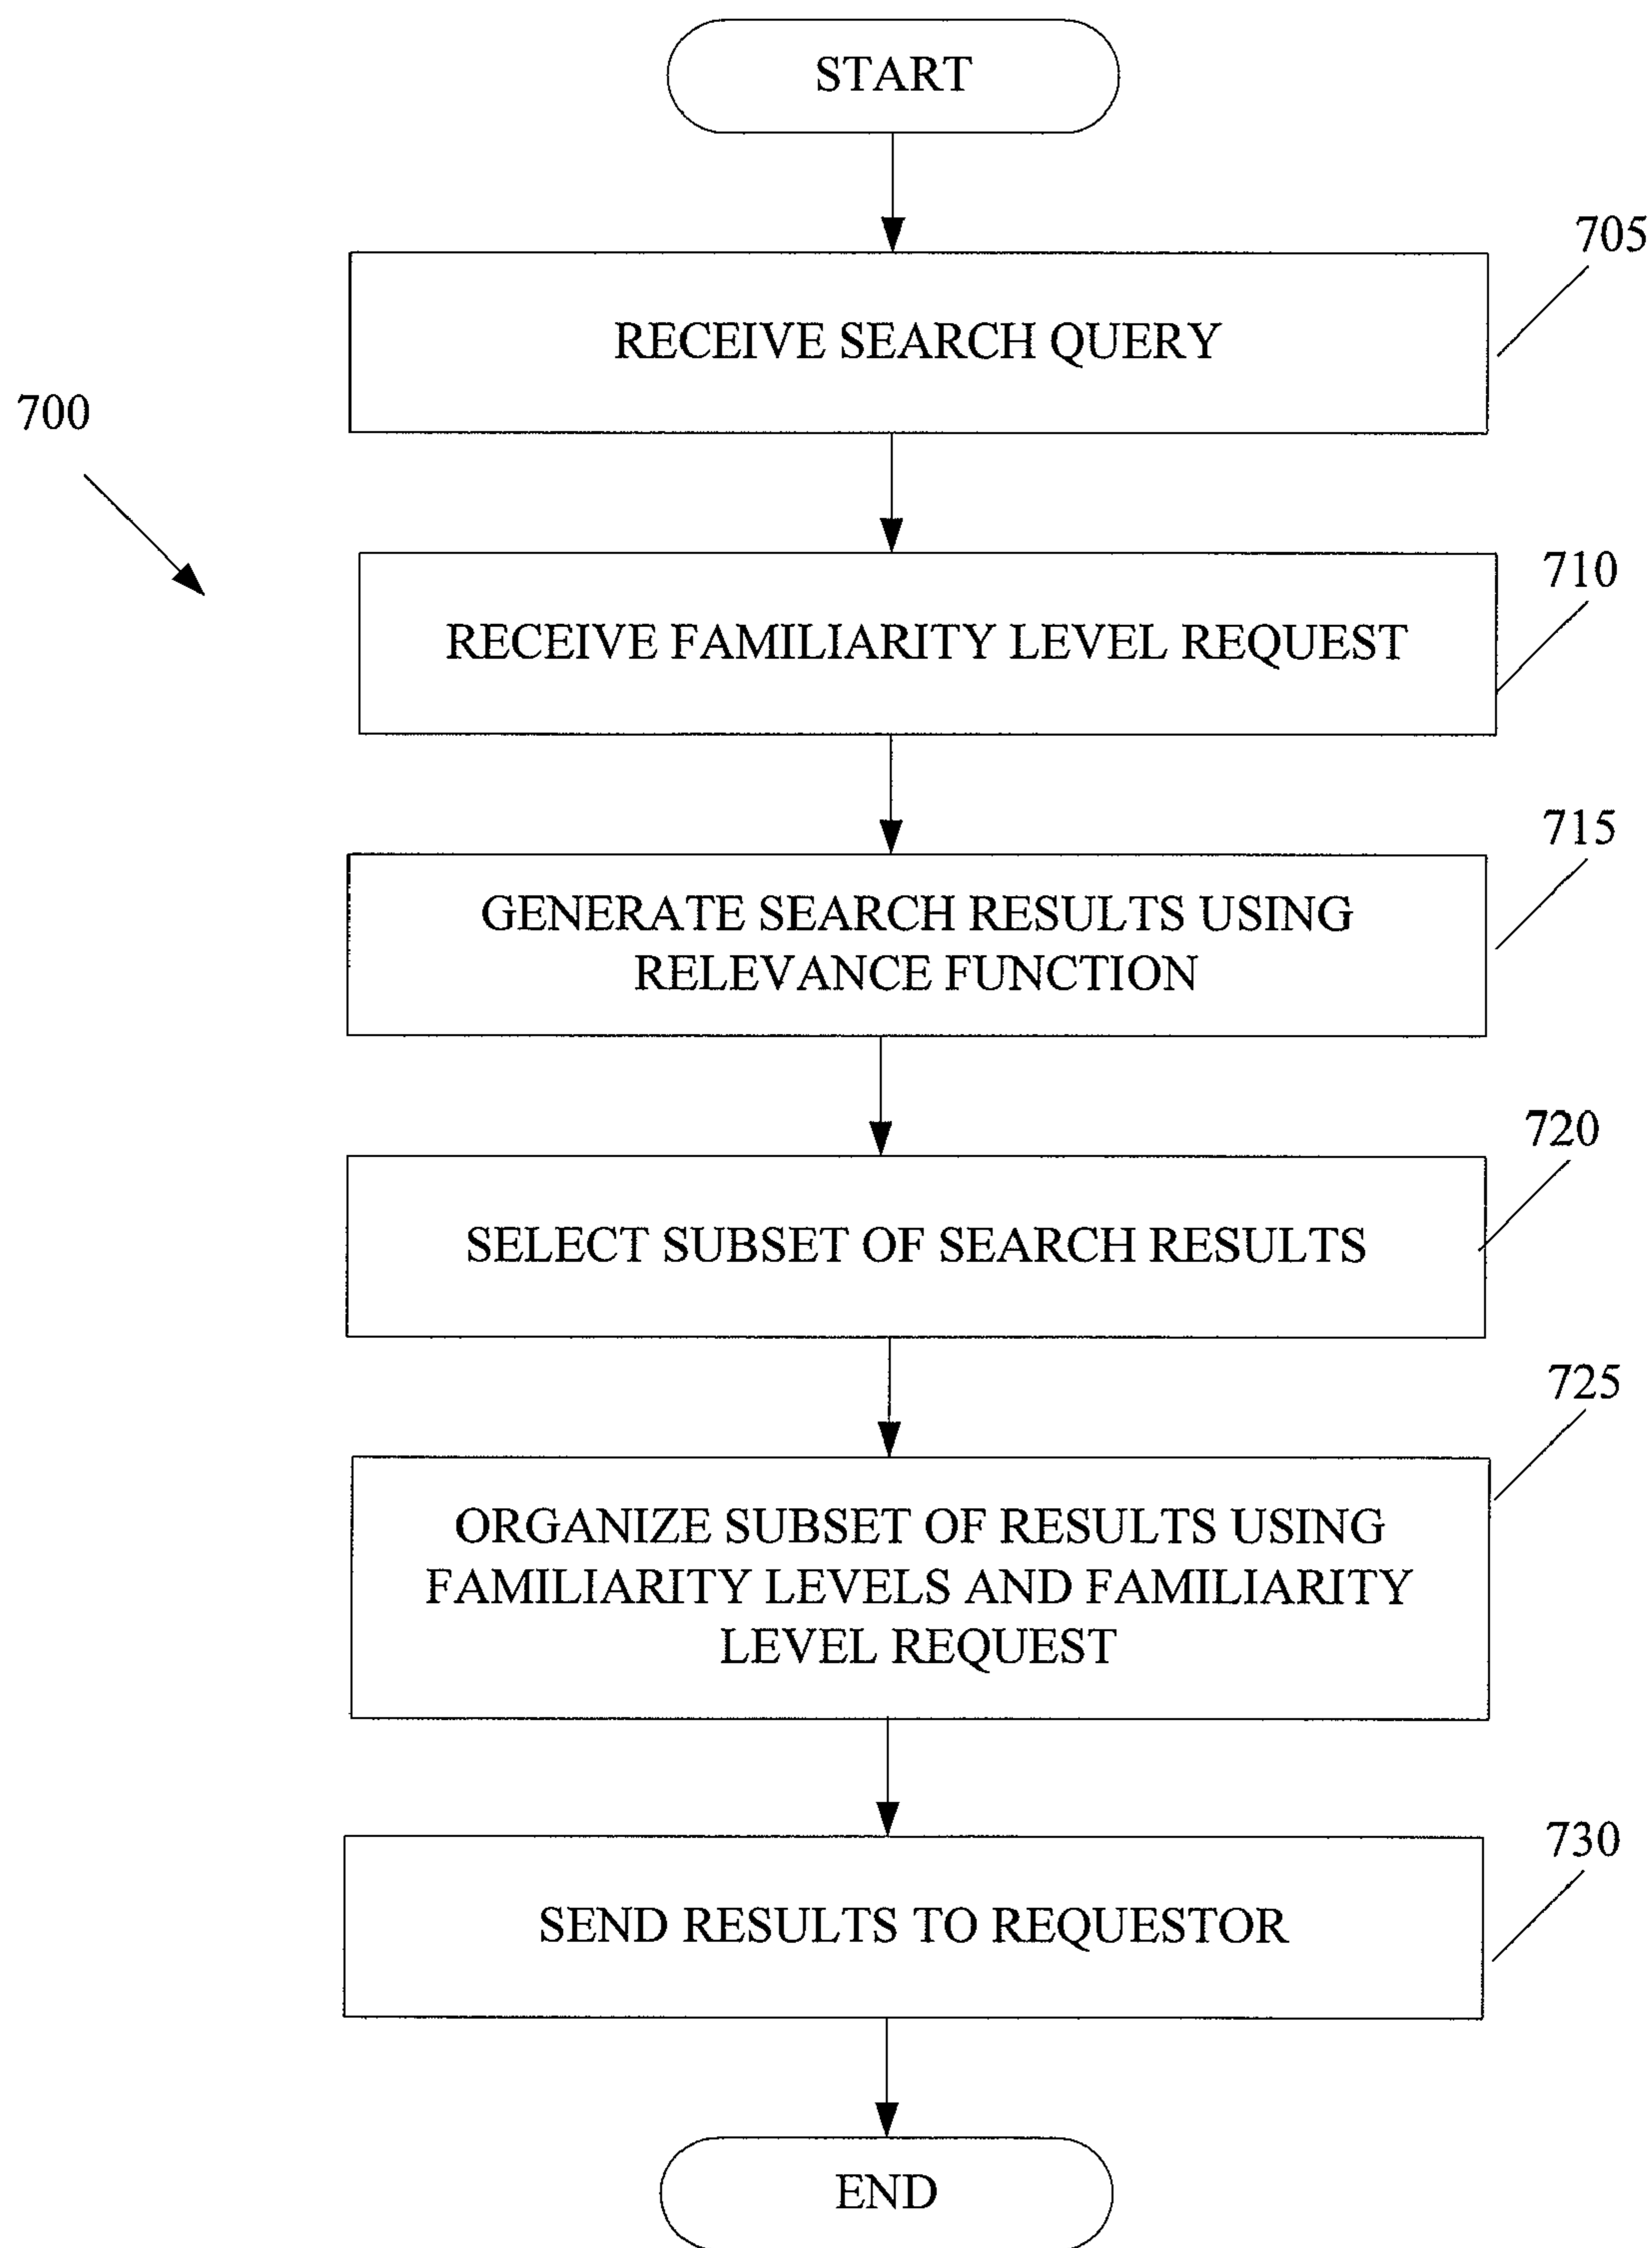 START
705
RECEIVE SEARCH QUERY
700
710
RECEIVE FAMILIARITY LEVEL REQUEST
715
GENERATE SEARCH RESULTS USING
RELEVANCE FUNCTION
720
SELECT SUBSET OF SEARCH RESULTS
725
ORGANIZE SUBSET OF RESULTS USING
FAMILIARITY LEVELS AND FAMILIARITY
LEVEL REQUEST
730
SEND RESULTS TO REQUESTOR
END